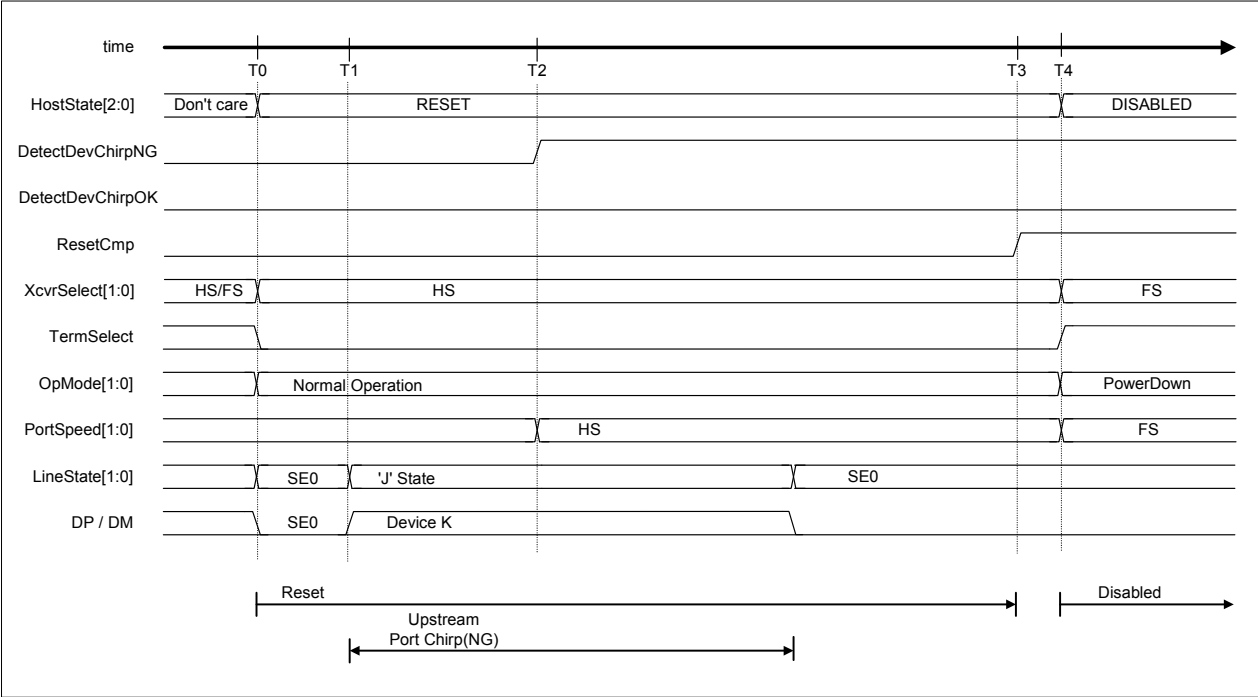 time
T0 T1 T2 T3 T4
HostState[2:0] Don't care RESET DISABLED
DetectDevChirpNG
DetectDevChirpOK
ResetCmp
XcvrSelect[1:0] HS/FS HS FS
TermSelect
OpMode[1:0] Normal Operation PowerDown
PortSpeed[1:0] HS FS
LineState[1:0] SE0 'J' State SE0
DP / DM SE0 Device K
Reset Disabled
Upstream
Port Chirp(NG)